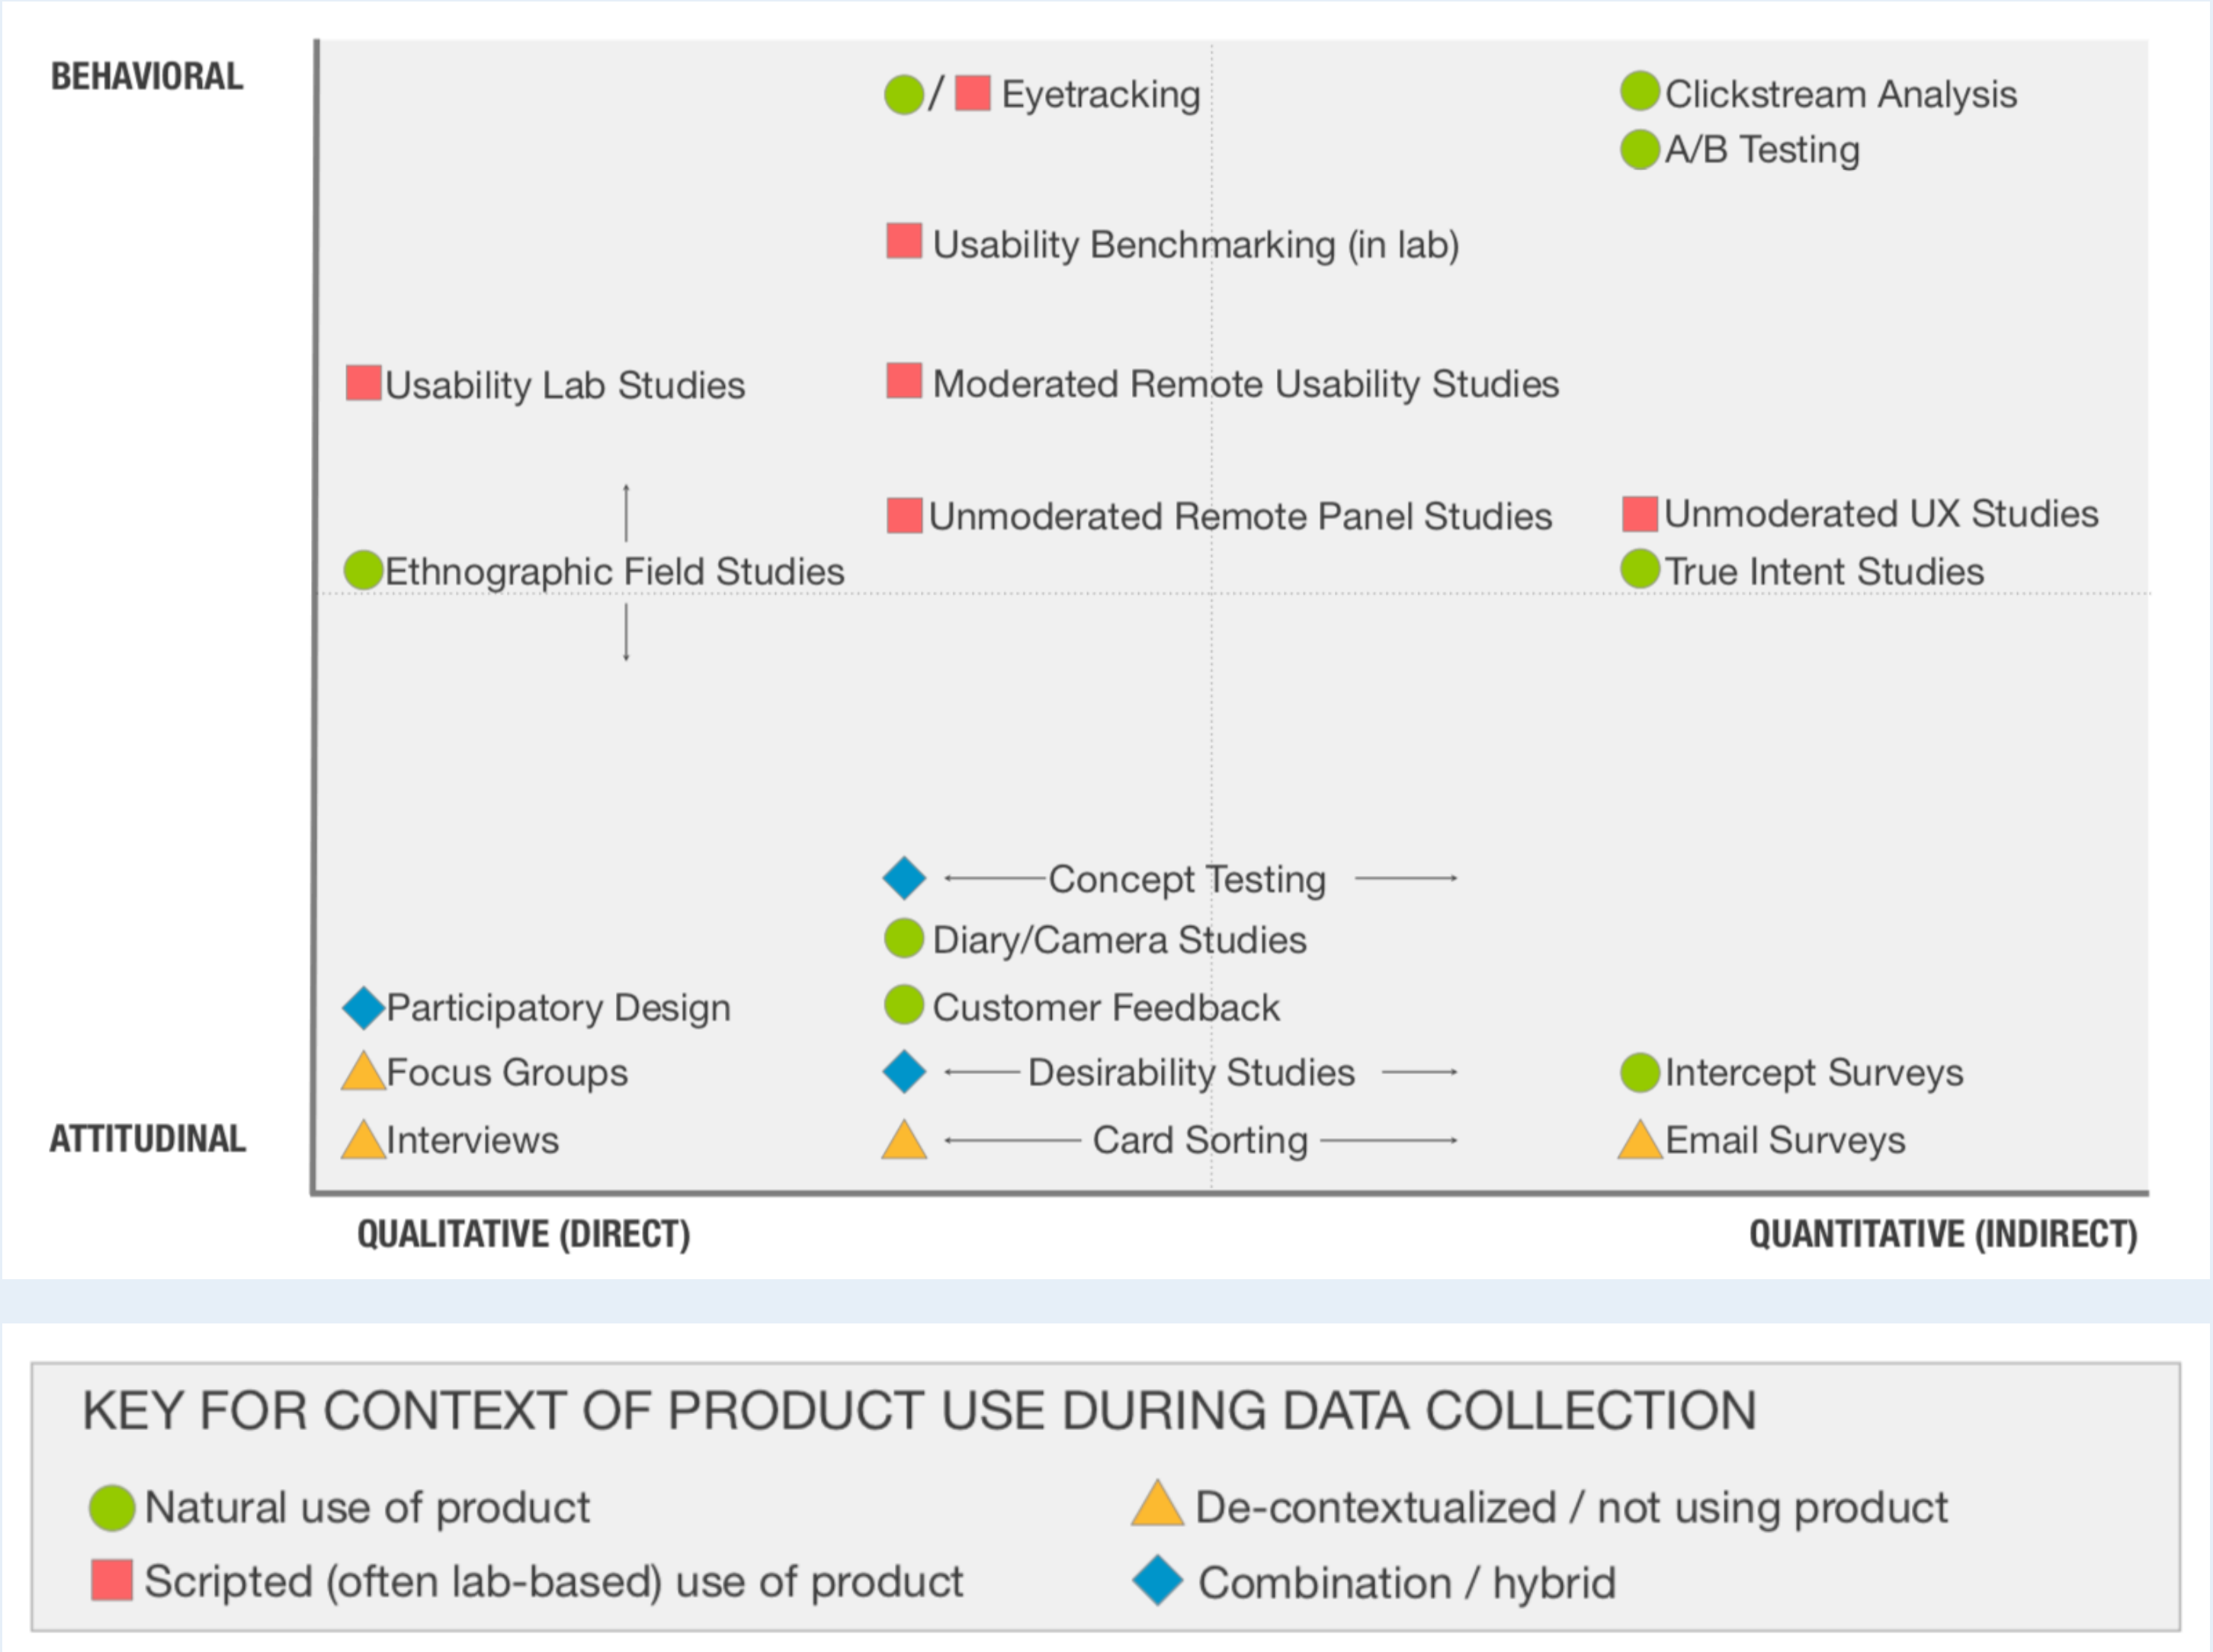 BEHAVIORAL
/ Eyetracking
Clickstream Analysis
A/B Testing
Usability Benchmarking (in lab)
Usability Lab Studies
Moderated Remote Usability Studies
Unmoderated Remote Panel Studies
Unmoderated UX Studies
Ethnographic Field Studies
True Intent Studies
Concept Testing
Diary/Camera Studies
Participatory Design
Customer Feedback
Focus Groups
Desirability Studies
Intercept Surveys
ATTITUDINAL
Interviews
Card Sorting
Email Surveys
QUALITATIVE (DIRECT)
QUANTITATIVE (INDIRECT)
KEY FOR CONTEXT OF PRODUCT USE DURING DATA COLLECTION
Natural use of product
De-contextualized / not using product
Scripted (often lab-based) use of product
Combination / hybrid